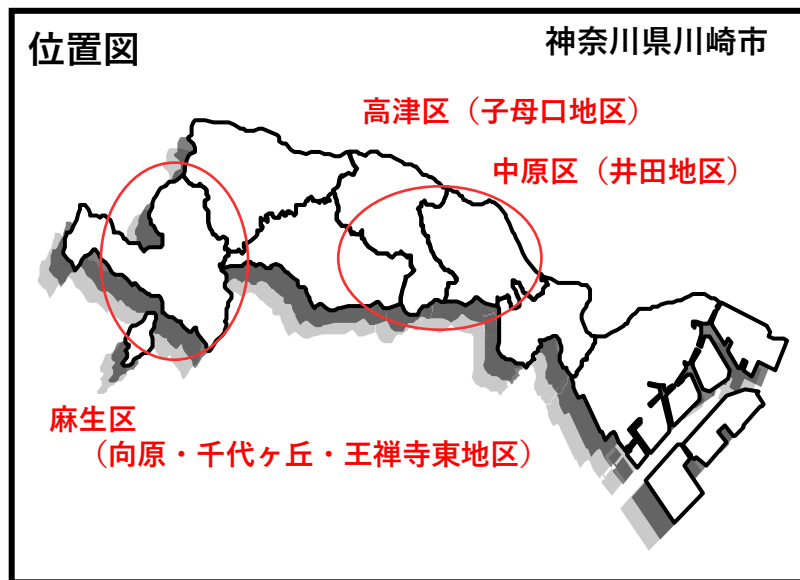 位置図
神奈川県川崎市
高津区（子母口地区）
中原区（井田地区）
麻生区
（向原・千代ヶ丘・王禅寺東地区）